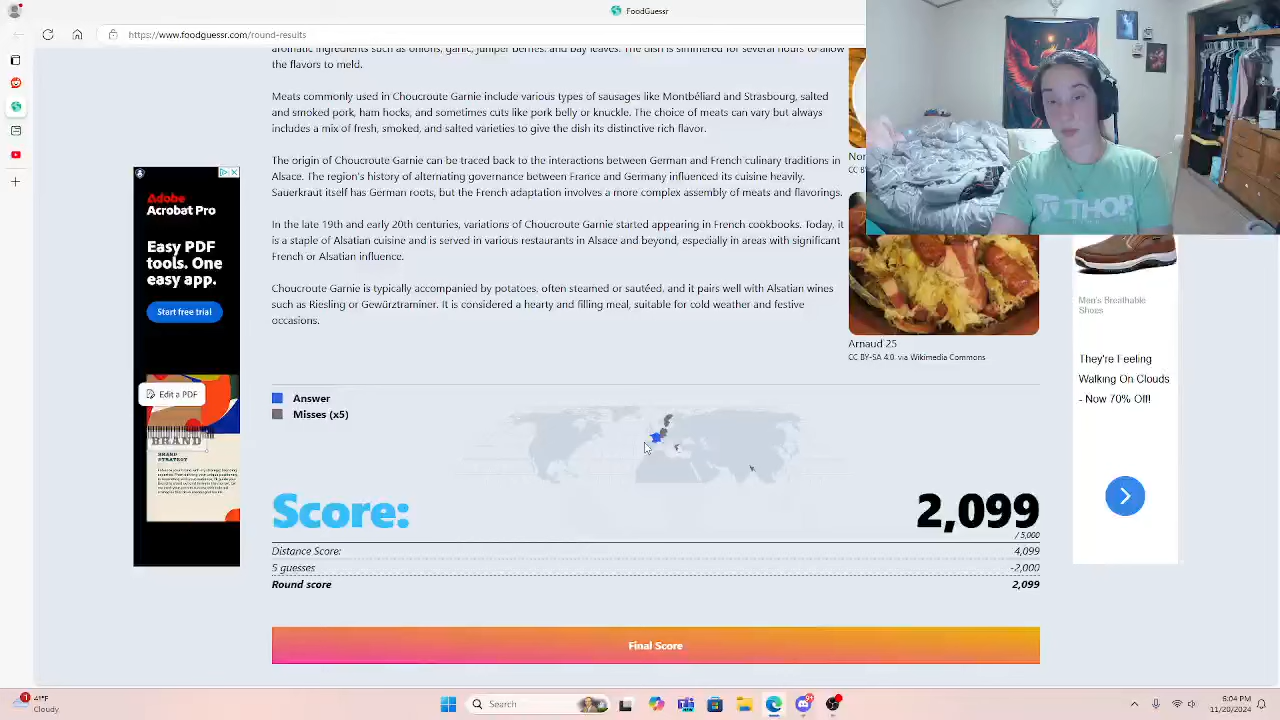 FoodGuessr
https://www.foodguessr.com/round-results
aromatic ingredients such as onions, garlic, juniper berries, and bay leaves. The dish is simmered for several hours to allow
the flavors to meld.
Meats commonly used in Choucroute Garnie include various types of sausages like Montbéliard and Strasbourg, salted
and smoked pork, ham hocks, and sometimes cuts like pork belly or knuckle. The choice of meats can vary but always
includes a mix of fresh, smoked, and salted varieties to give the dish its distinctive rich flavor.
The origin of Choucroute Garnie can be traced back to the interactions between German and French culinary traditions in
Alsace. The region's history of alternating governance between France and Germany influenced its cuisine heavily.
Sauerkraut itself has German roots, but the French adaptation involves a more complex assembly of meats and flavorings.
In the late 19th and early 20th centuries, variations of Choucroute Garnie started appearing in French cookbooks. Today, it
is a staple of Alsatian cuisine and is served in various restaurants in Alsace and beyond, especially in areas with significant
French or Alsatian influence.
Choucroute Garnie is typically accompanied by potatoes, often steamed or sautéed, and it pairs well with Alsatian wines
such as Riesling or Gewürztraminer. It is considered a hearty and filling meal, suitable for cold weather and festive
occasions.
Nor
CC B
Arnaud 25
CC BY-SA 4.0, via Wikimedia Commons
Adobe
Acrobat Pro
Easy PDF
tools. One
easy app.
Start free trial
Edit a PDF
BRAND
BRAND
STRATEGY
THOP
Men's Breathable
Shoes
They're Feeling
Walking On Clouds
- Now 70% Off!
Answer
Misses (x5)
Score:
2,099
/ 5,000
Distance Score:
4,099
5 guesses
-2,000
Round score
2,099
Final Score
41°F
Cloudy
Search
6:04 PM
11/20/2024